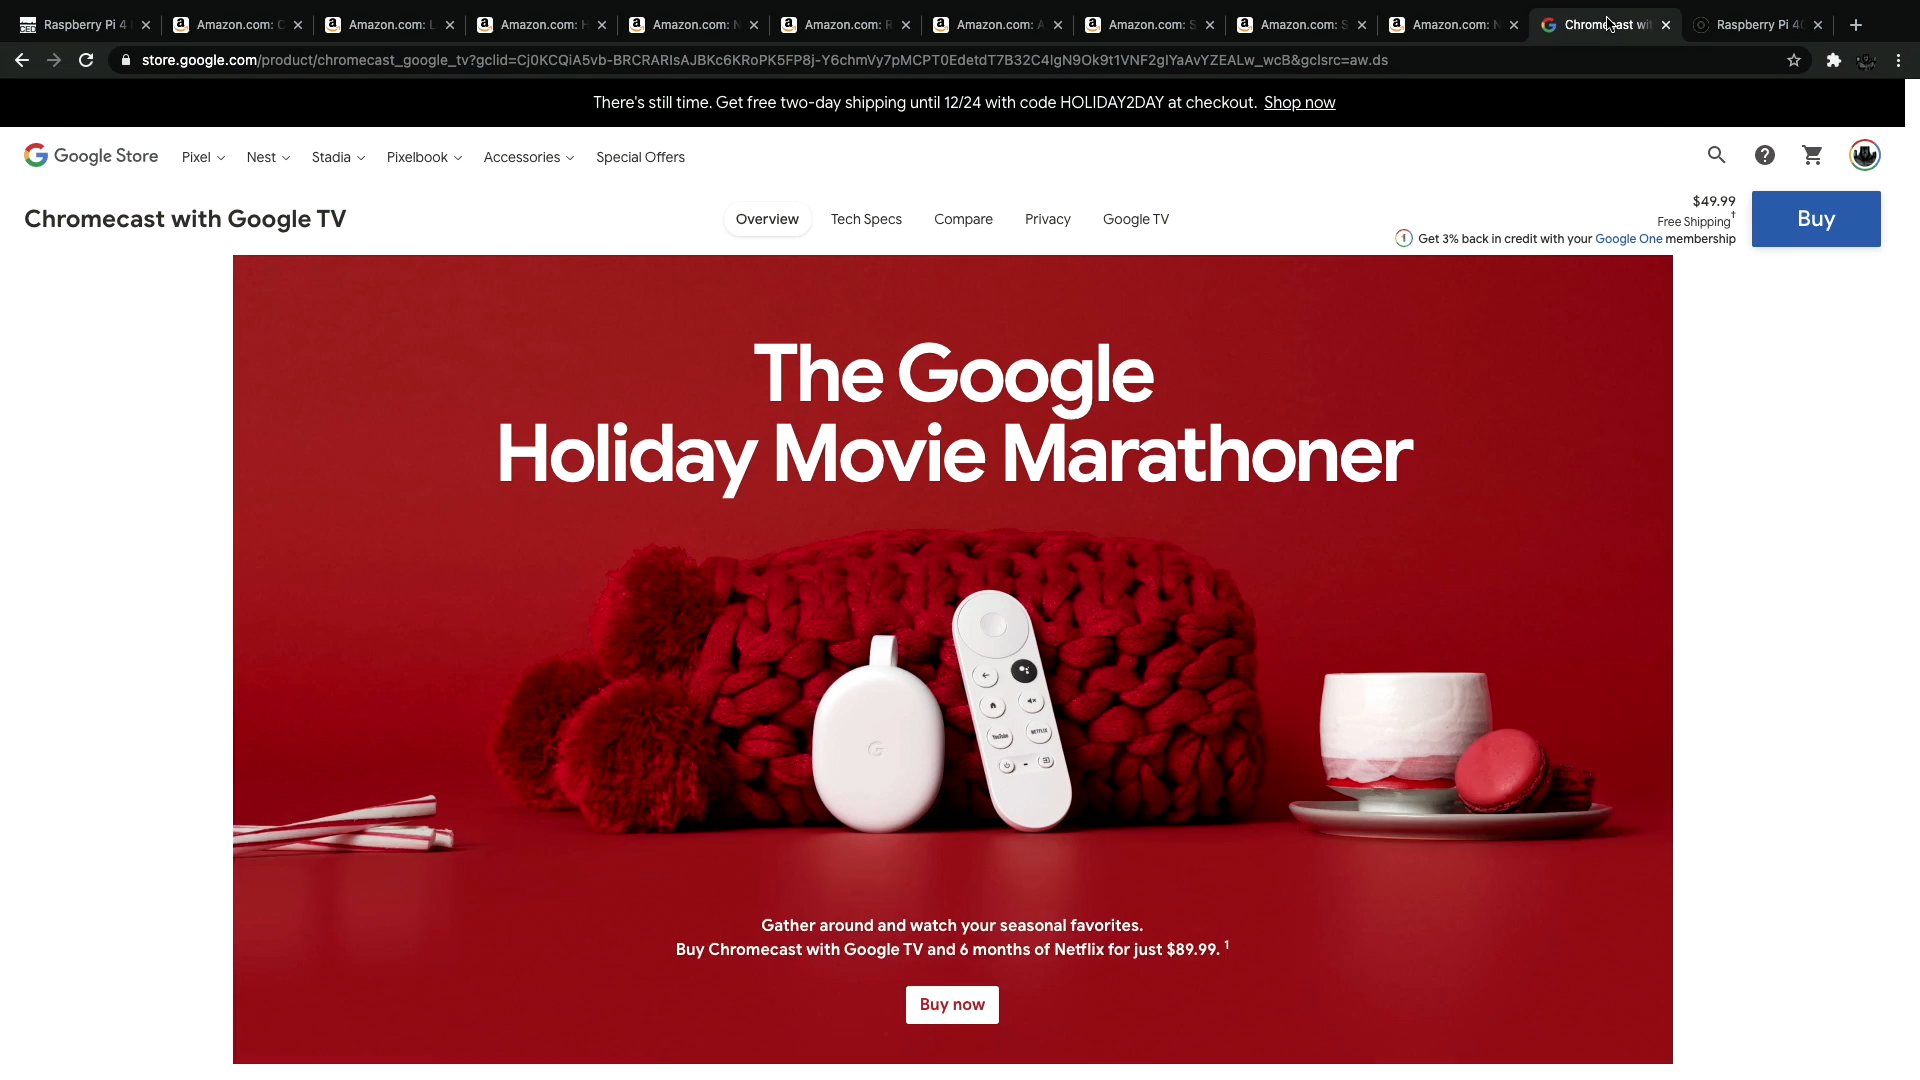 Raspberry Pi 4
Amazon.com: C
Amazon.com: L
Amazon.com: H
Amazon.com: N
Amazon.com: R
Amazon.com: A
Amazon.com: S
Amazon.com: S
Amazon.com: N
Chromecast wi
Raspberry Pi 40
store.google.com/product/chromecast_google_tv?gclid=Cj0KCQiA5vb-BRCRARIsAJBKc6KRoPK5FP8j-Y6chmVy7pMCPT0EdetdT7B32C4IgN9Ok9t1VNF2gIYaAvYZEALw_wcB&gclsrc=aw.ds
There's still time. Get free two-day shipping until 12/24 with code HOLIDAY2DAY at checkout. Shop now
Google Store
Pixel
Nest
Stadia
Pixelbook
Accessories
Special Offers
Chromecast with Google TV
Overview
Tech Specs
Compare
Privacy
Google TV
$49.99
Free Shipping†
Get 3% back in credit with your Google One membership
Buy
The Google
Holiday Movie Marathoner
YouTube
NETFLIX
Gather around and watch your seasonal favorites.
Buy Chromecast with Google TV and 6 months of Netflix for just $89.99. 1
Buy now